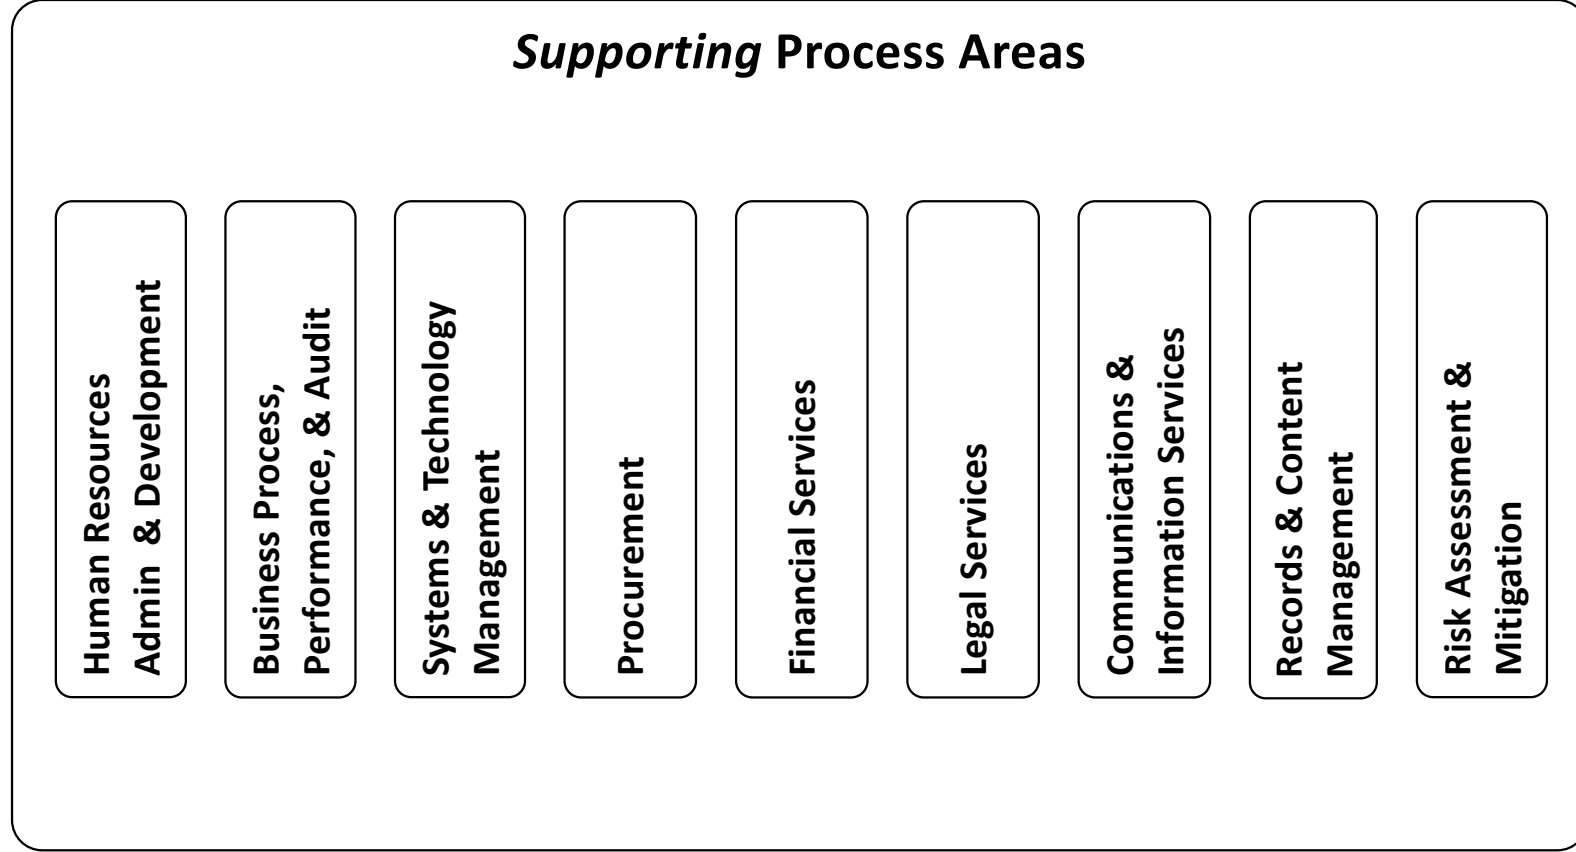 Supporting Process Areas
Human Resources
Admin & Development
Business Process,
Performance, & Audit
Systems & Technology
Management
Procurement
Financial Services
Legal Services
Communications &
Information Services
Records & Content
Management
Risk Assessment &
Mitigation